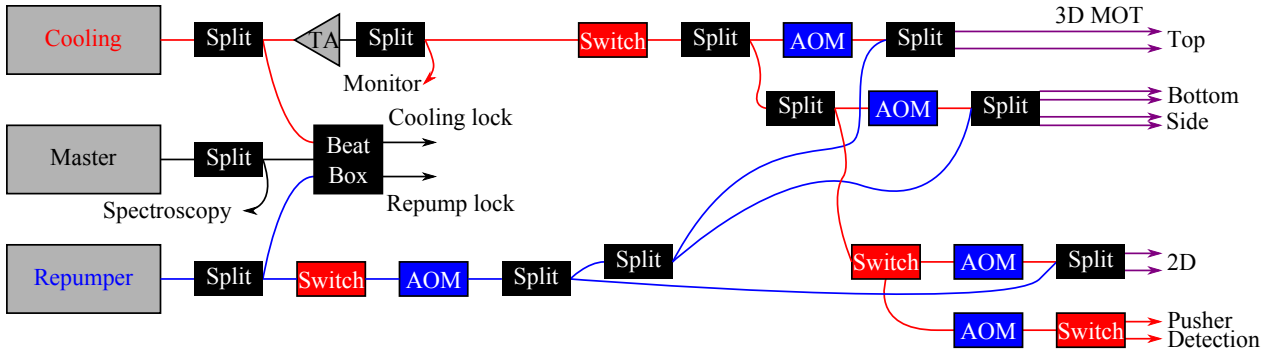 3D MOT
Cooling
Split
TA
Split
Switch
Split
AOM
Split
Top
Monitor
Split
AOM
Split
Bottom
Side
Cooling lock
Master
Split
Beat
Box
Spectroscopy
Repump lock
Repumper
Split
Switch
AOM
Split
Split
Switch
AOM
Split
2D
AOM
Switch
Pusher
Detection